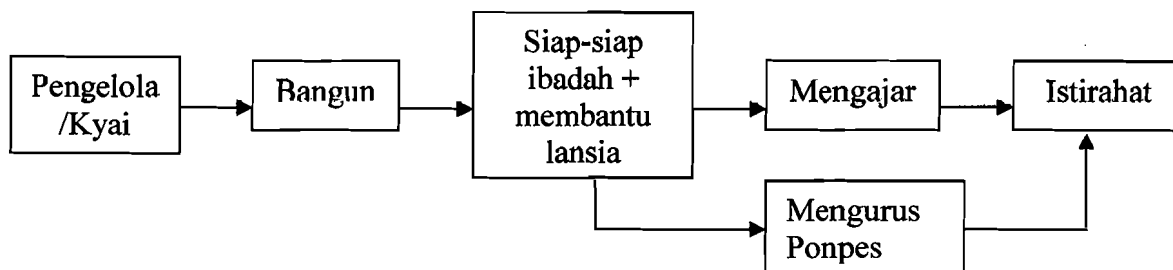 Pengelola
/Kyai
Bangun
Siap-siap
ibadah +
membantu
lansia
Mengajar
Istirahat
Mengurus
Ponpes